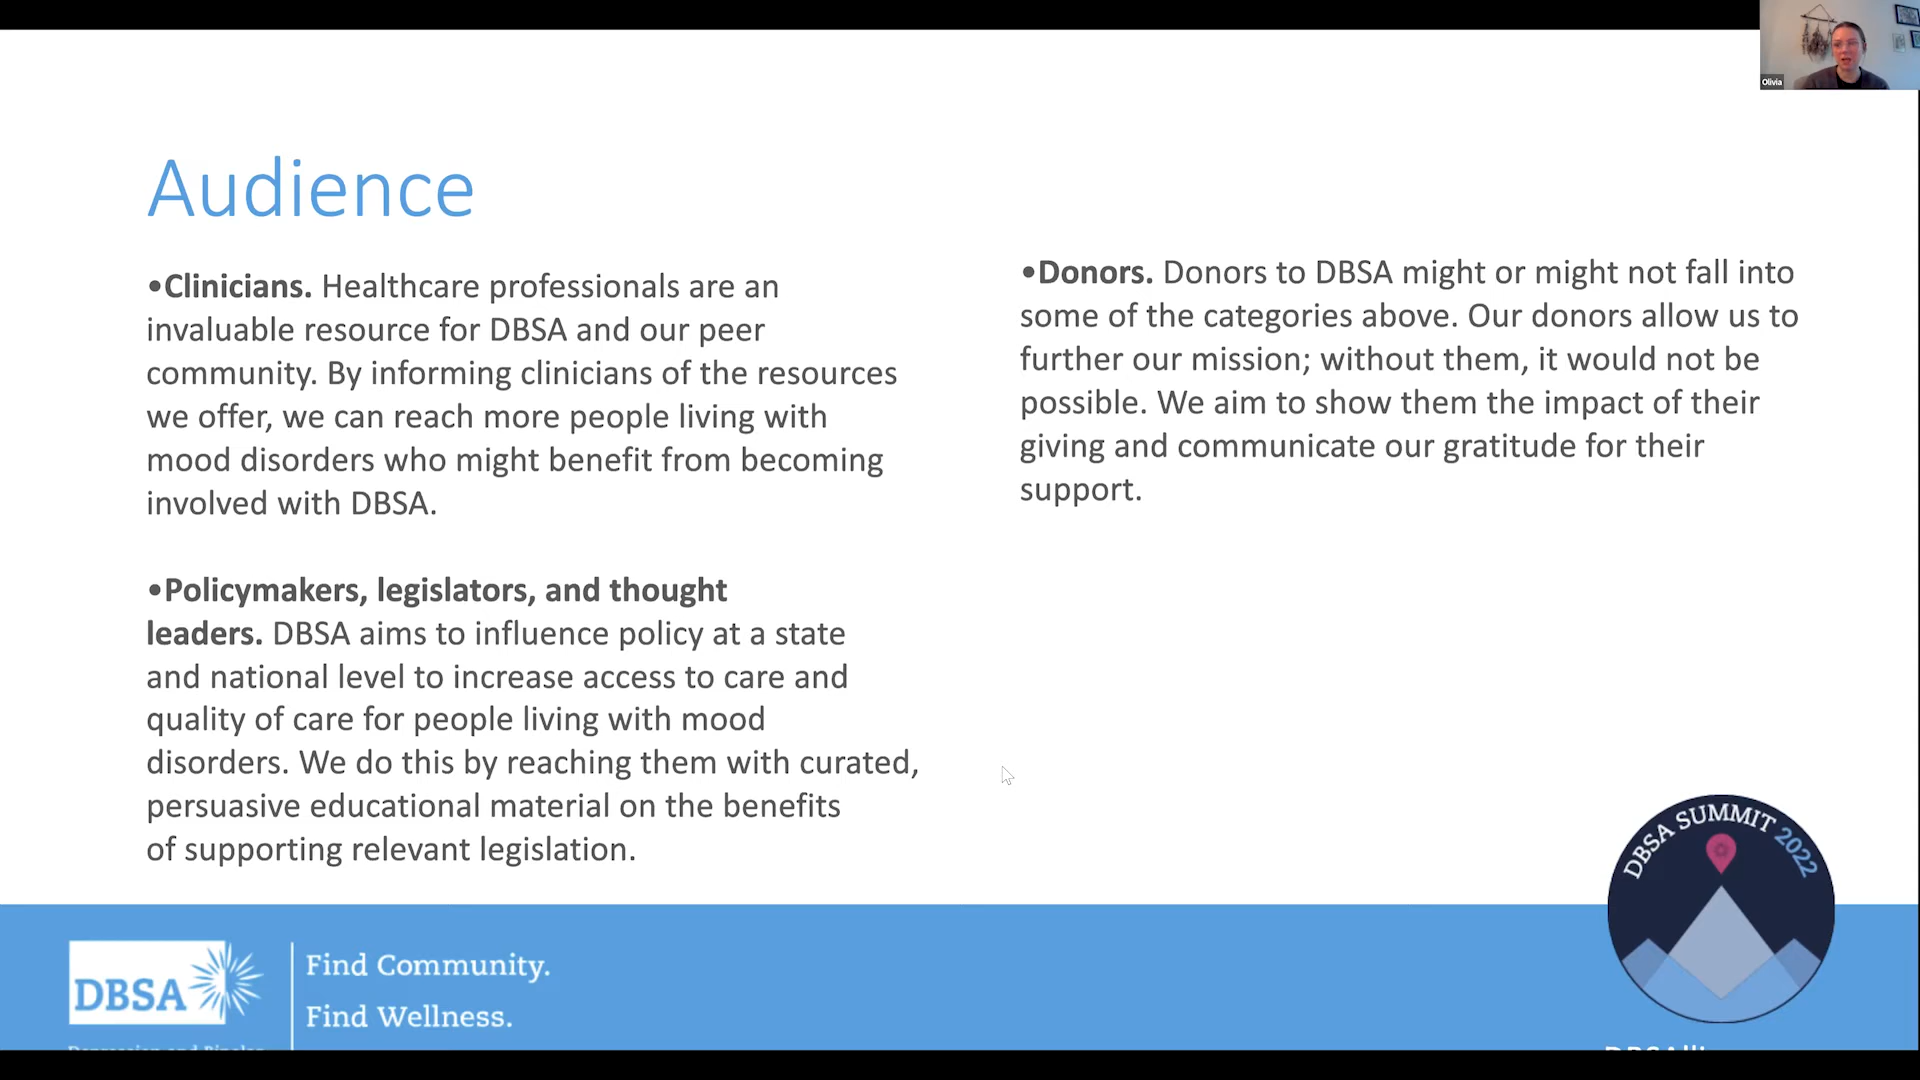 Olivia
Audience
•Clinicians. Healthcare professionals are an
invaluable resource for DBSA and our peer
community. By informing clinicians of the resources
we offer, we can reach more people living with
mood disorders who might benefit from becoming
involved with DBSA.
•Policymakers, legislators, and thought
leaders. DBSA aims to influence policy at a state
and national level to increase access to care and
quality of care for people living with mood
disorders. We do this by reaching them with curated,
persuasive educational material on the benefits
of supporting relevant legislation.
•Donors. Donors to DBSA might or might not fall into
some of the categories above. Our donors allow us to
further our mission; without them, it would not be
possible. We aim to show them the impact of their
giving and communicate our gratitude for their
support.
DBSA
Find Community.
Find Wellness.
DBSA SUMMIT 2022